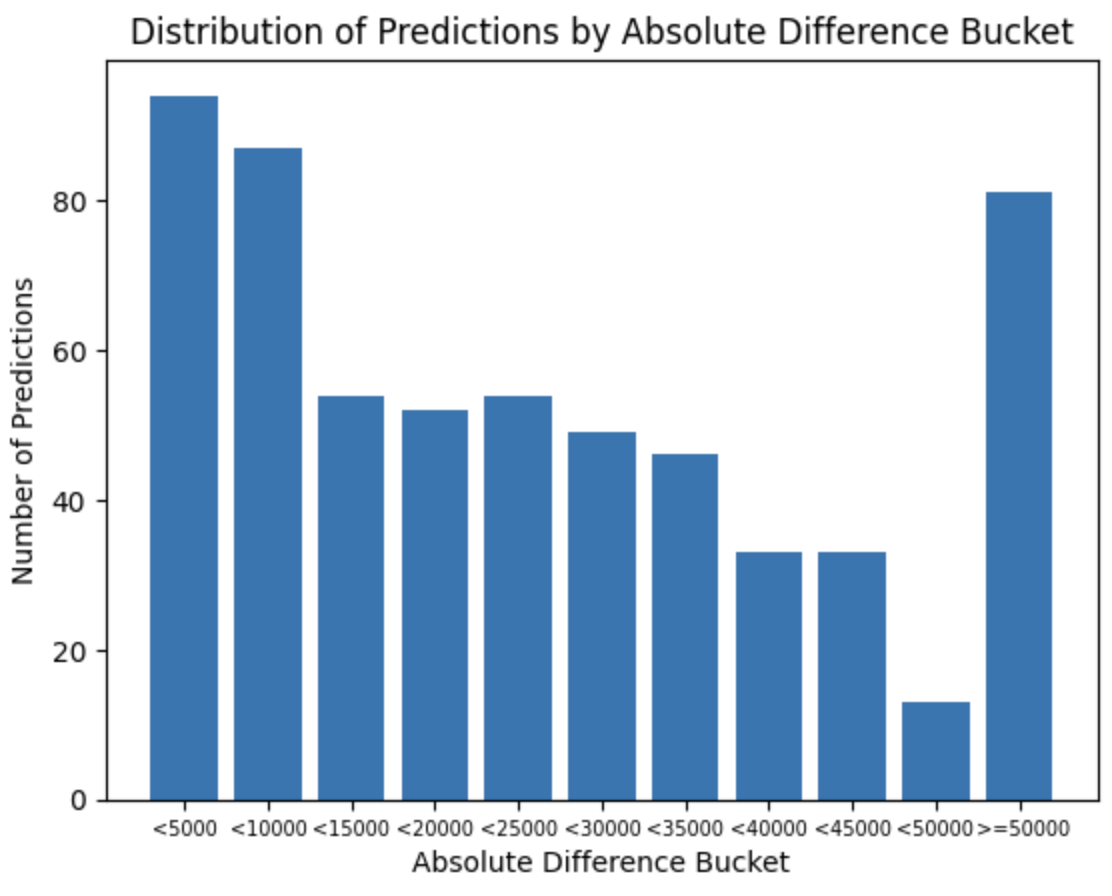 Distribution of Predictions by Absolute Difference Bucket
Number of Predictions
80
60
40
20
0
<5000 <10000 <15000 <20000 <25000 <30000 <35000 <40000 <45000 <50000 >=50000
Absolute Difference Bucket